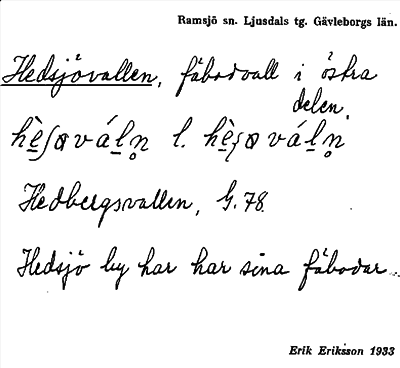 Ramsjö sn. Ljusdals tg. Gävleborgs län.
Hedsjövallen, fäbodvall i östra
delen.
l.
Hedbergsvallen, G. 78.
Hedsjö by har har sina fäbodar
Erik Eriksson 1933